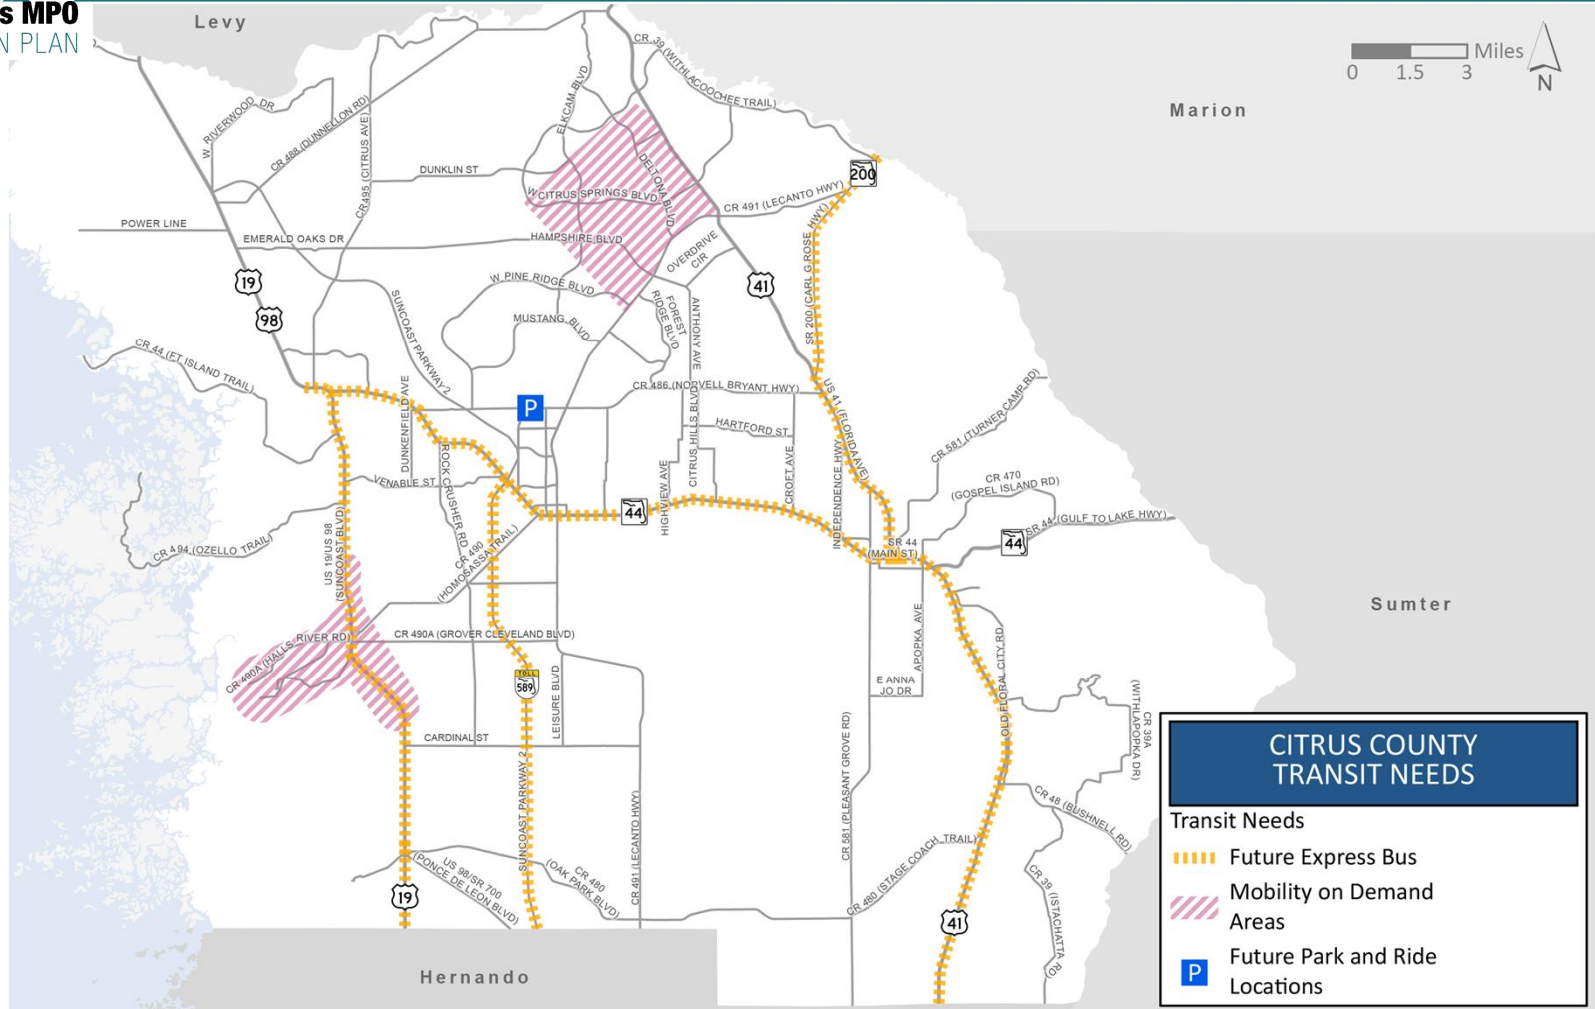 s MPO
N PLAN
Levy
Marion
Sumter
Hernando
Miles
0 1.5 3
N
W RIVERWOOD DR
CR 488 (DUNNELLON RD)
CR 495 (CITRUS AVE)
ELKCAM BLVD
CR 39 (WITHLACOOCHEE TRAIL)
DUNKLIN ST
DELTONA BLVD
W CITRUS SPRINGS BLVD
CR 491 (LECANTO HWY)
200
POWER LINE
EMERALD OAKS DR
HAMPSHIRE BLVD
OVERDRIVE
CIR
SR 200 (CARL G ROSE HWY)
19
98
41
W PINE RIDGE BLVD
MUSTANG BLVD
FOREST
RIDGE BLVD
ANTHONY AVE
SUNCOAST PARKWAY 2
CR 44 (FT ISLAND TRAIL)
CR 486 (NORVELL BRYANT HWY)
P
DUNKENFIELD AVE
US 41 (FLORIDA AVE)
CR 581 (TURNER CAMP RD)
HARTFORD ST
CITRUS HILLS BLVD
CROFT AVE
HIGHVIEW AVE
INDEPENDENCE HWY
ROCK CRUSHER RD
VENABLE ST
CR 470
(GOSPEL ISLAND RD)
44
SR 44 (GULF TO LAKE HWY)
44
SR 44
(MAIN ST)
CR 494 (OZELLO TRAIL)
US 19/US 98
(SUNCOAST BLVD)
CR 490
(HOMOSASSA TRAIL)
CR 490A (HALLS RIVER RD)
CR 490A (GROVER CLEVELAND BLVD)
APOPKA AVE
OLD FLORAL CITY RD
E ANNA
JO DR
TOLL
589
LEISURE BLVD
CARDINAL ST
SUNCOAST PARKWAY 2
CR 581 (PLEASANT GROVE RD)
CR 39A
(WITHLAPOPKA DR)
CR 48 (BUSHNELL RD)
CR 480 (STAGE COACH TRAIL)
CR 39 (ISTACHATTA RD)
US 98/SR 700
(PONCE DE LEON BLVD)
CR 480
(OAK PARK BLVD)
CR 491 (LECANTO HWY)
19
41
CITRUS COUNTY
TRANSIT NEEDS
Transit Needs
Future Express Bus
Mobility on Demand
Areas
P
Future Park and Ride
Locations